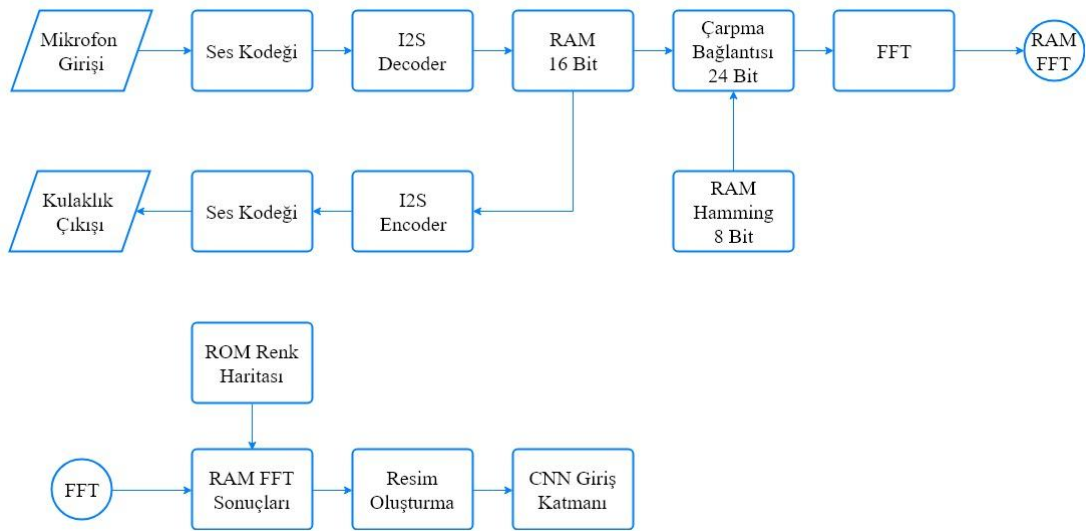 Mikrofon
Girişi
Ses Kodeği
I2S
Decoder
RAM
16 Bit
Çarpma
Bağlantısı
24 Bit
FFT
RAM
FFT
Kulaklık
Çıkışı
Ses Kodeği
I2S
Encoder
RAM
Hamming
8 Bit
ROM Renk
Haritası
FFT
RAM FFT
Sonuçları
Resim
Oluşturma
CNN Giriş
Katmanı